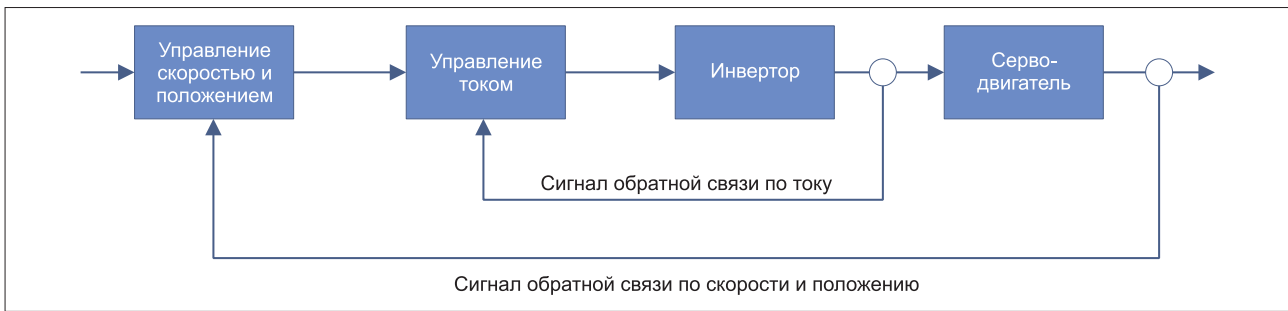 Управление
скоростью и
положением
Управление
током
Инвертор
Серво-
двигатель
Сигнал обратной связи по току
Сигнал обратной связи по скорости и положению